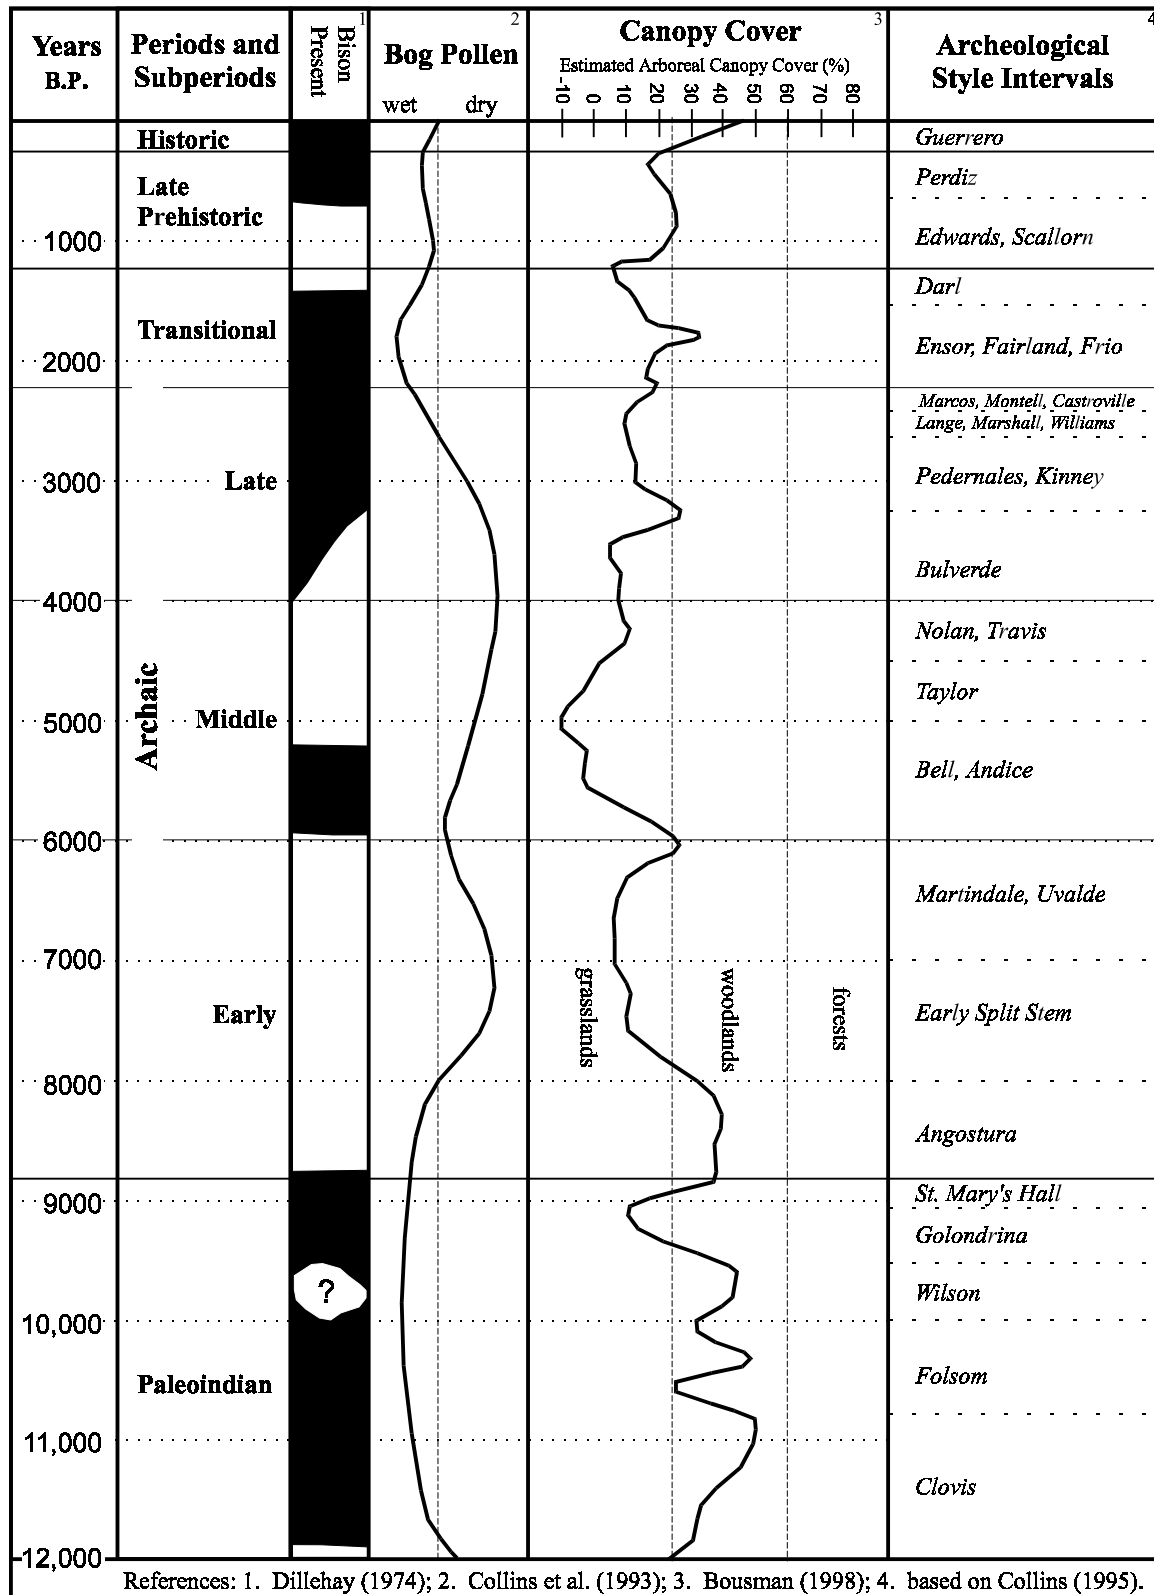 1
2
3
4
Years
B.P.
Periods and
Subperiods
Bison
Present
Bog Pollen
wet dry
Canopy Cover
Estimated Arboreal Canopy Cover (%)
-10 0 10 20 30 40 50 60 70 80
Archeological
Style Intervals
Historic
Guerrero
Late
Prehistoric
Perdiz
1000
Edwards, Scallorn
Darl
Transitional
2000
Ensor, Fairland, Frio
Marcos, Montell, Castroville
Lange, Marshall, Williams
Late
3000
Pedernales, Kinney
Bulverde
4000
Nolan, Travis
Archaic
Taylor
Middle
5000
Bell, Andice
6000
Martindale, Uvalde
7000
grasslands
woodlands
forests
Early
Early Split Stem
8000
Angostura
9000
St. Mary's Hall
Golondrina
?
Wilson
10,000
Paleoindian
Folsom
11,000
Clovis
12,000
References: 1. Dillehay (1974); 2. Collins et al. (1993); 3. Bousman (1998); 4. based on Collins (1995).